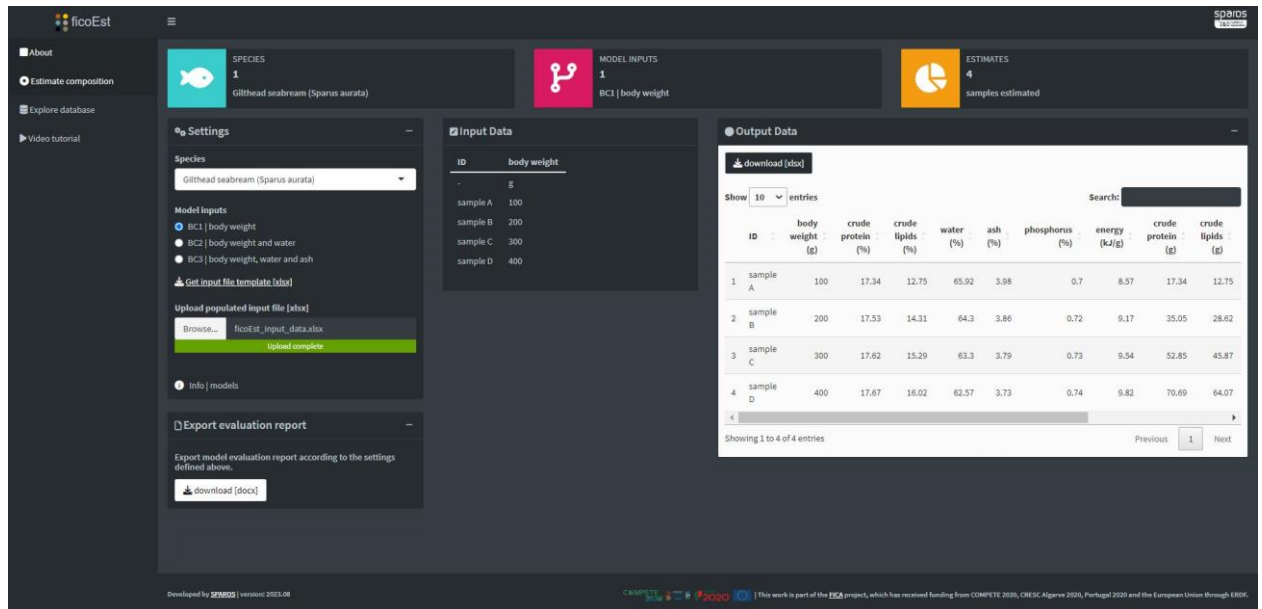 ficoEst
sparos
About
Estimate composition
Explore database
Video tutorial
SPECIES
1
Gilthead seabream (Sparus aurata)
MODEL INPUTS
1
BC1 | body weight
ESTIMATES
4
samples estimated
Settings
Species
Gilthead seabream (Sparus aurata)
Model inputs
BC1 | body weight
BC2 | body weight and water
BC3 | body weight, water and ash
Get input file template [xlsx]
Upload populated input file [xlsx]
Browse... ficoEst_input_data.xlsx
Upload complete
Info | models
Export evaluation report
Export model evaluation report according to the settings
defined above.
download [docx]
Input Data
ID body weight
- g
sample A 100
sample B 200
sample C 300
sample D 400
Output Data
download [xlsx]
Show 10 entries Search:
ID body weight (g) crude protein (%) crude lipids (%) water (%) ash (%) phosphorus (%) energy (kJ/g) crude protein (g) crude lipids (g)
1 sample A 100 17.34 12.75 65.92 3.98 0.7 8.57 17.34 12.75
2 sample B 200 17.53 14.31 64.3 3.86 0.72 9.17 35.05 28.62
3 sample C 300 17.62 15.29 63.3 3.79 0.73 9.54 52.85 45.87
4 sample D 400 17.67 16.02 62.57 3.73 0.74 9.82 70.69 64.07
Showing 1 to 4 of 4 entries Previous 1 Next
Developed by SPAROS | version: 2023.08
COMPETE 2020 2020 | This work is part of the FICA project, which has received funding from COMPETE 2020, CRESC Algarve 2020, Portugal 2020 and the European Union through ERDF.